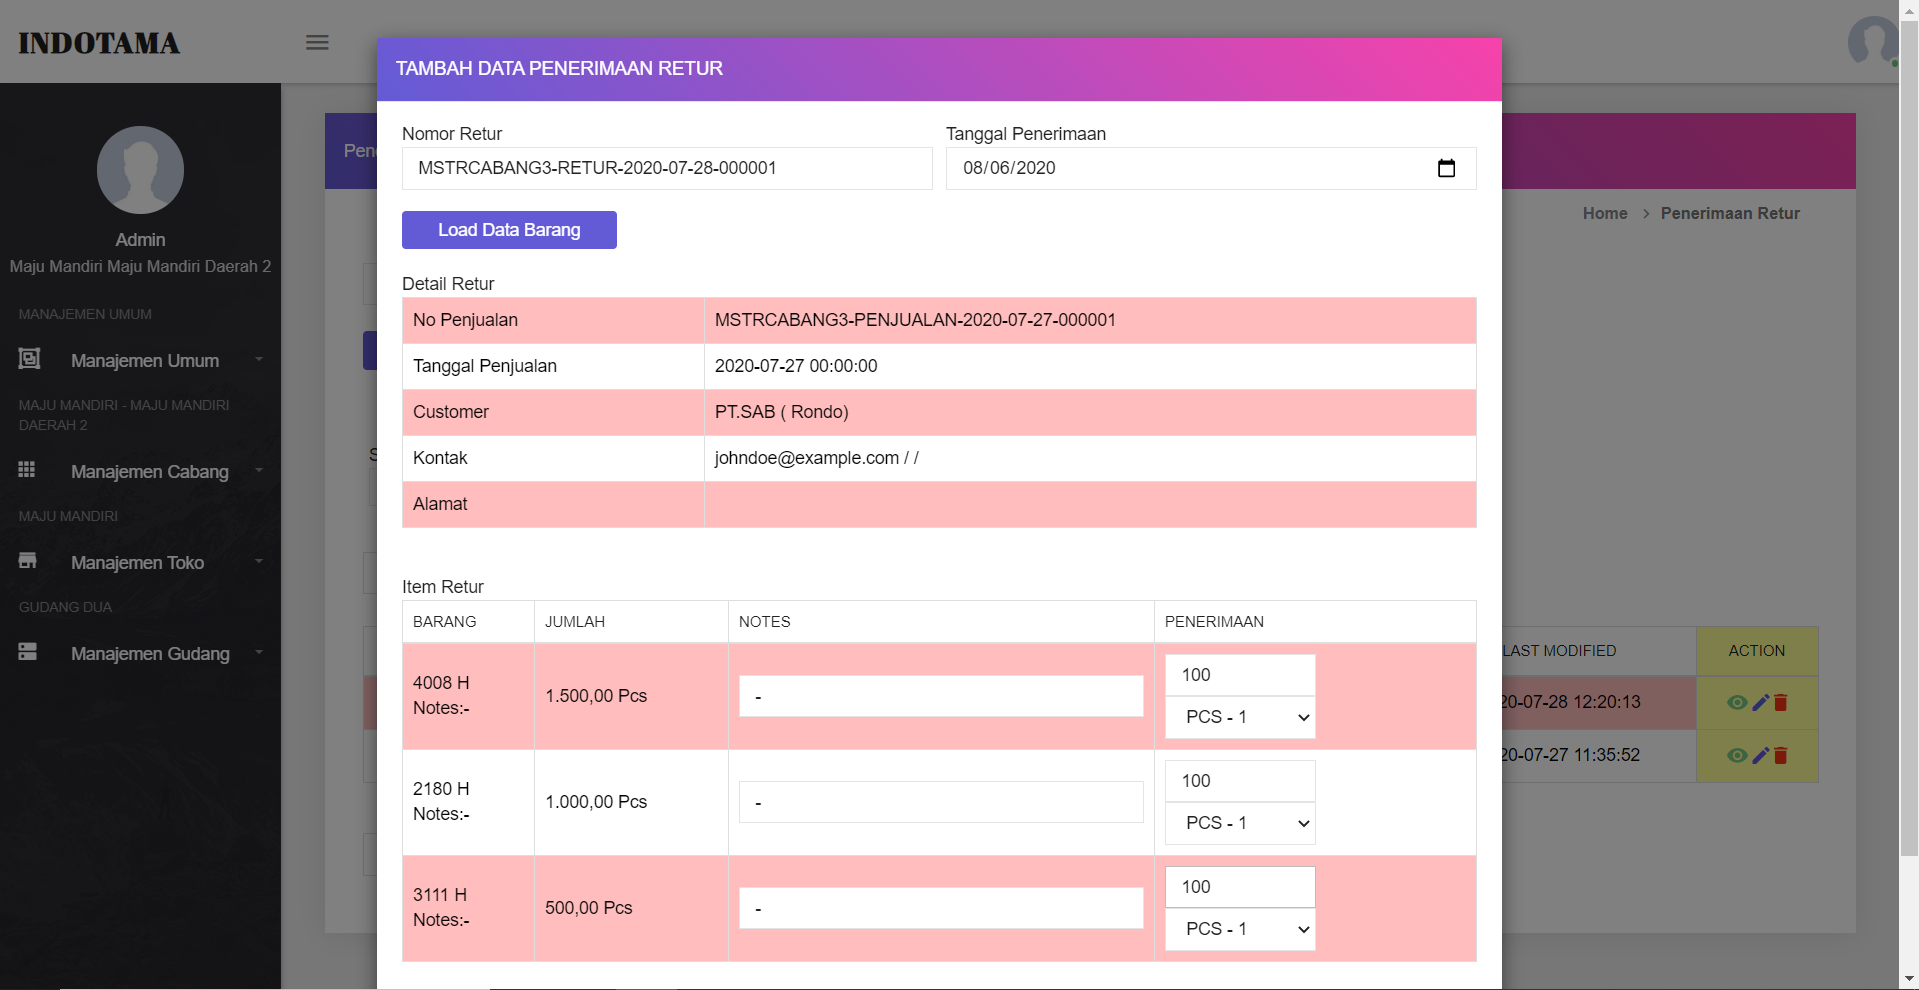 INDOTAMA
Admin
Maju Mandiri Maju Mandiri Daerah 2
MANAJEMEN UMUM
Manajemen Umum
MAJU MANDIRI - MAJU MANDIRI
DAERAH 2
Manajemen Cabang
MAJU MANDIRI
Manajemen Toko
GUDANG DUA
Manajemen Gudang
TAMBAH DATA PENERIMAAN RETUR
Nomor Retur
MSTRCABANG3-RETUR-2020-07-28-000001
Tanggal Penerimaan
08/06/2020
Load Data Barang
Detail Retur
No Penjualan MSTRCABANG3-PENJUALAN-2020-07-27-000001
Tanggal Penjualan 2020-07-27 00:00:00
Customer PT.SAB ( Rondo)
Kontak johndoe@example.com / /
Alamat
Item Retur
BARANG JUMLAH NOTES PENERIMAAN
4008 H
Notes:-
1.500,00 Pcs
-
100
PCS - 1
2180 H
Notes:-
1.000,00 Pcs
-
100
PCS - 1
3111 H
Notes:-
500,00 Pcs
-
100
PCS - 1
Home > Penerimaan Retur
LAST MODIFIED ACTION
20-07-28 12:20:13
20-07-27 11:35:52